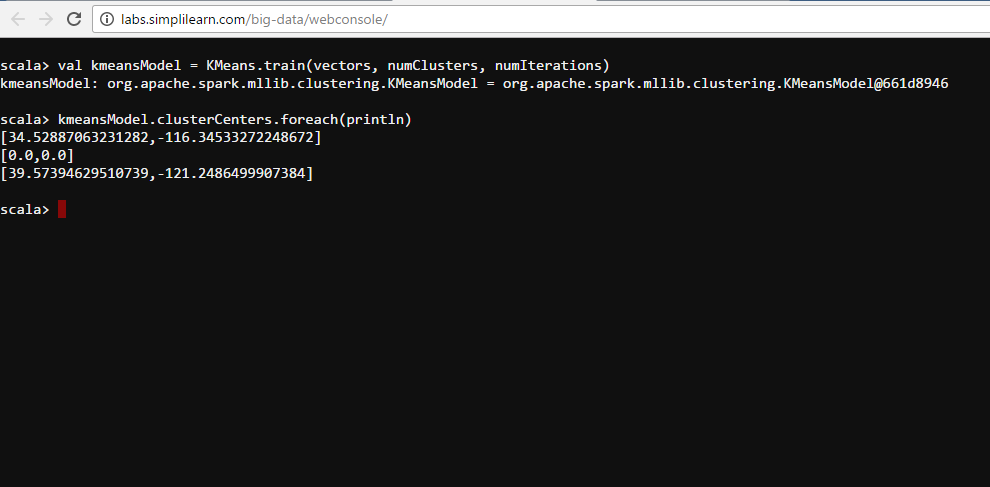 labs.simplilearn.com/big-data/webconsole/
scala> val kmeansModel = KMeans.train(vectors, numClusters, numIterations)
kmeansModel: org.apache.spark.mllib.clustering.KMeansModel = org.apache.spark.mllib.clustering.KMeansModel@661d8946
scala> kmeansModel.clusterCenters.foreach(println)
[34.52887063231282,-116.34533272248672]
[0.0,0.0]
[39.57394629510739,-121.2486499907384]
scala>